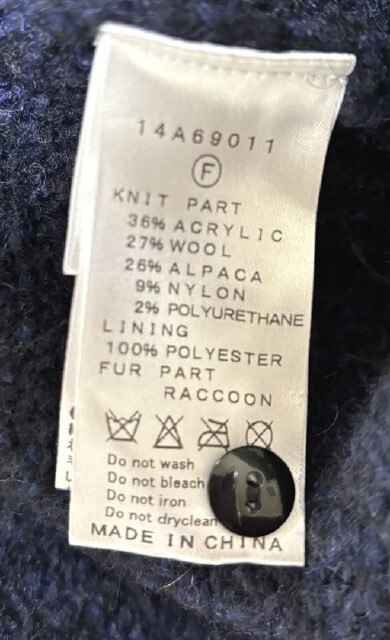 14A69011
F
KNIT PART
36% ACRYLIC
27% WOOL
26% ALPACA
9% NYLON
2% POLYURETHANE
LINING
100% POLYESTER
FUR PART
RACCOON
Do not wash
Do not bleach
Do not iron
Do not dryclean
MADE IN CHINA